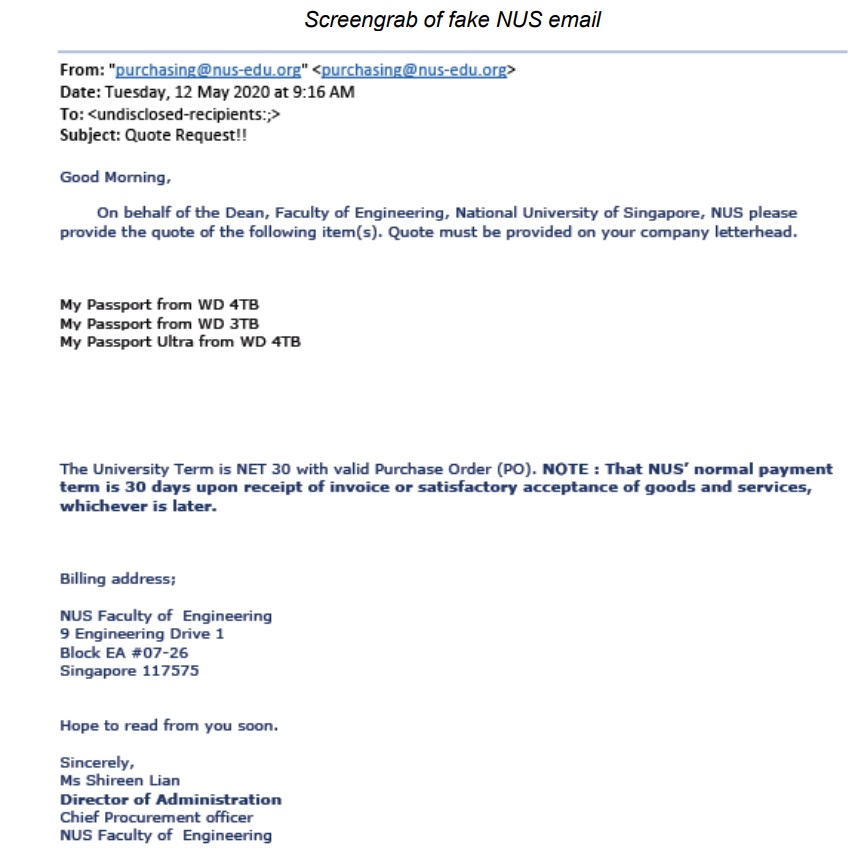 Screengrab of fake NUS email
From: "purchasing@nus-edu.org" <purchasing@nus-edu.org>
Date: Tuesday, 12 May 2020 at 9:16 AM
To: <undisclosed-recipients:;>
Subject: Quote Request!!
Good Morning,
On behalf of the Dean, Faculty of Engineering, National University of Singapore, NUS please
provide the quote of the following item(s). Quote must be provided on your company letterhead.
My Passport from WD 4TB
My Passport from WD 3TB
My Passport Ultra from WD 4TB
The University Term is NET 30 with valid Purchase Order (PO). NOTE : That NUS' normal payment
term is 30 days upon receipt of invoice or satisfactory acceptance of goods and services,
whichever is later.
Billing address;
NUS Faculty of  Engineering
9 Engineering Drive 1
Block EA #07-26
Singapore 117575
Hope to read from you soon.
Sincerely,
Ms Shireen Lian
Director of Administration
Chief Procurement officer
NUS Faculty of  Engineering